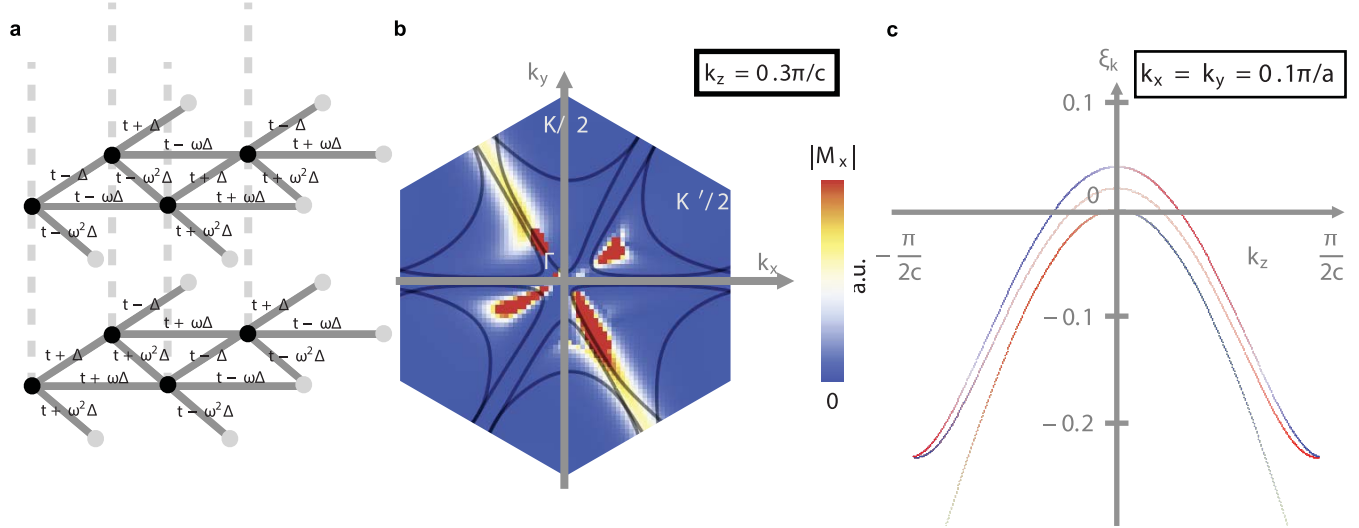 a
t + Δ
t − Δ
t − ωΔ
t + ωΔ
t − Δ
t − ω²Δ
t + Δ
t + ω²Δ
t − ωΔ
t + ωΔ
t − ω²Δ
t + ω²Δ
t − Δ
t + Δ
t + ωΔ
t − ωΔ
t + Δ
t + ω²Δ
t − Δ
t − ω²Δ
t + ωΔ
t − ωΔ
t + ω²Δ
t − ω²Δ
b
k_z = 0.3π/c
k_y
K/ 2
K ′/ 2
Γ
k_x
|M_x|
a.u.
0
c
ξ_k
k_x = k_y = 0.1π/a
0.1
0
− π/2c
k_z
π/2c
− 0.1
− 0.2